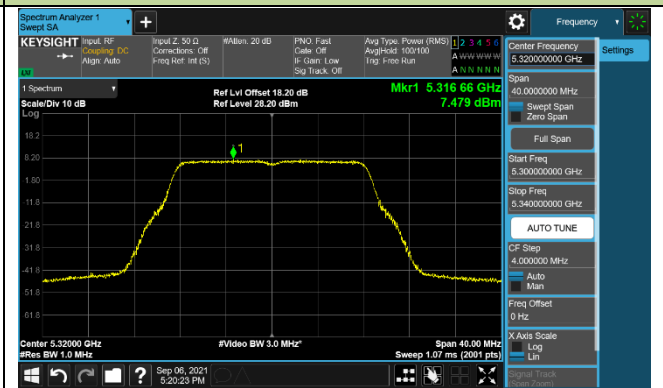 Spectrum Analyzer 1
Swept SA
Frequency
KEYSIGHT
Input: RF
Coupling: DC
Align: Auto
Input Z: 50 Ω
Corrections: Off
Freq Ref: Int (S)
#Atten: 20 dB
PNO: Fast
Gate: Off
IF Gain: Low
Sig Track: Off
Avg Type: Power (RMS)
Avg|Hold: 100/100
Trig: Free Run
1 2 3 4 5 6
A W W W W W
A N N N N N
LXI
1 Spectrum
Scale/Div 10 dB
Log
Ref Lvl Offset 18.20 dB
Ref Level 28.20 dBm
Mkr1 5.316 66 GHz
7.479 dBm
18.2
8.20
-1.80
-11.8
-21.8
-31.8
-41.8
-51.8
-61.8
1
Center 5.32000 GHz
#Res BW 1.0 MHz
#Video BW 3.0 MHz*
Span 40.00 MHz
Sweep 1.07 ms (2001 pts)
Center Frequency
5.320000000 GHz
Settings
Span
40.0000000 MHz
Swept Span
Zero Span
Full Span
Start Freq
5.300000000 GHz
Stop Freq
5.340000000 GHz
AUTO TUNE
CF Step
4.000000 MHz
Auto
Man
Freq Offset
0 Hz
X Axis Scale
Log
Lin
Signal Track
(Span Zoom)
Sep 06, 2021
5:20:23 PM